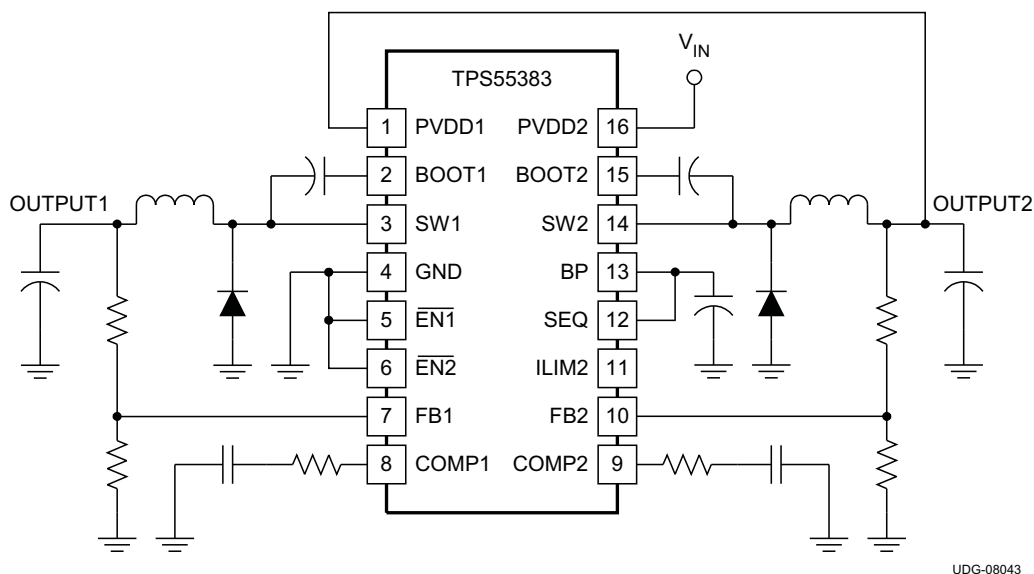 V_IN
TPS55383
1 PVDD1 PVDD2 16
2 BOOT1 BOOT2 15
OUTPUT1 OUTPUT2
3 SW1 SW2 14
4 GND BP 13
5 EN1 SEQ 12
6 EN2 ILIM2 11
7 FB1 FB2 10
8 COMP1 COMP2 9
UDG-08043